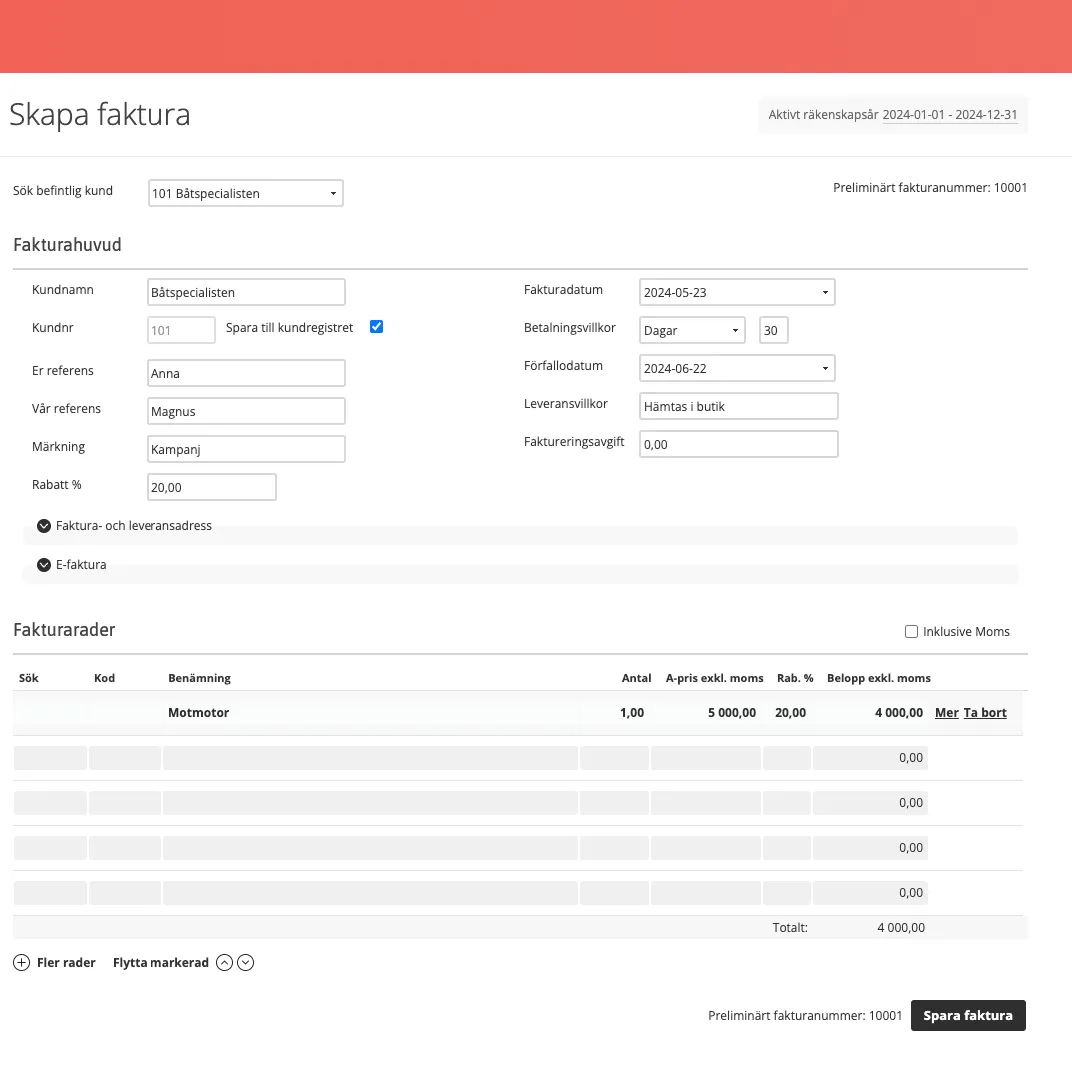 Skapa faktura
Aktivt räkenskapsår 2024-01-01 - 2024-12-31
Sök befintlig kund 101 Båtspecialisten
Preliminärt fakturanummer: 10001
Fakturahuvud
Kundnamn Båtspecialisten
Fakturadatum 2024-05-23
Kundnr 101 Spara till kundregistret
Betalningsvillkor Dagar 30
Er referens Anna
Förfallodatum 2024-06-22
Vår referens Magnus
Leveransvillkor Hämtas i butik
Märkning Kampanj
Faktureringsavgift 0,00
Rabatt % 20,00
Faktura- och leveransadress
E-faktura
Fakturarader
Inklusive Moms
Sök Kod Benämning Antal A-pris exkl. moms Rab. % Belopp exkl. moms
Motmotor 1,00 5 000,00 20,00 4 000,00 Mer Ta bort
0,00
0,00
0,00
0,00
Totalt: 4 000,00
Fler rader Flytta markerad
Preliminärt fakturanummer: 10001 Spara faktura